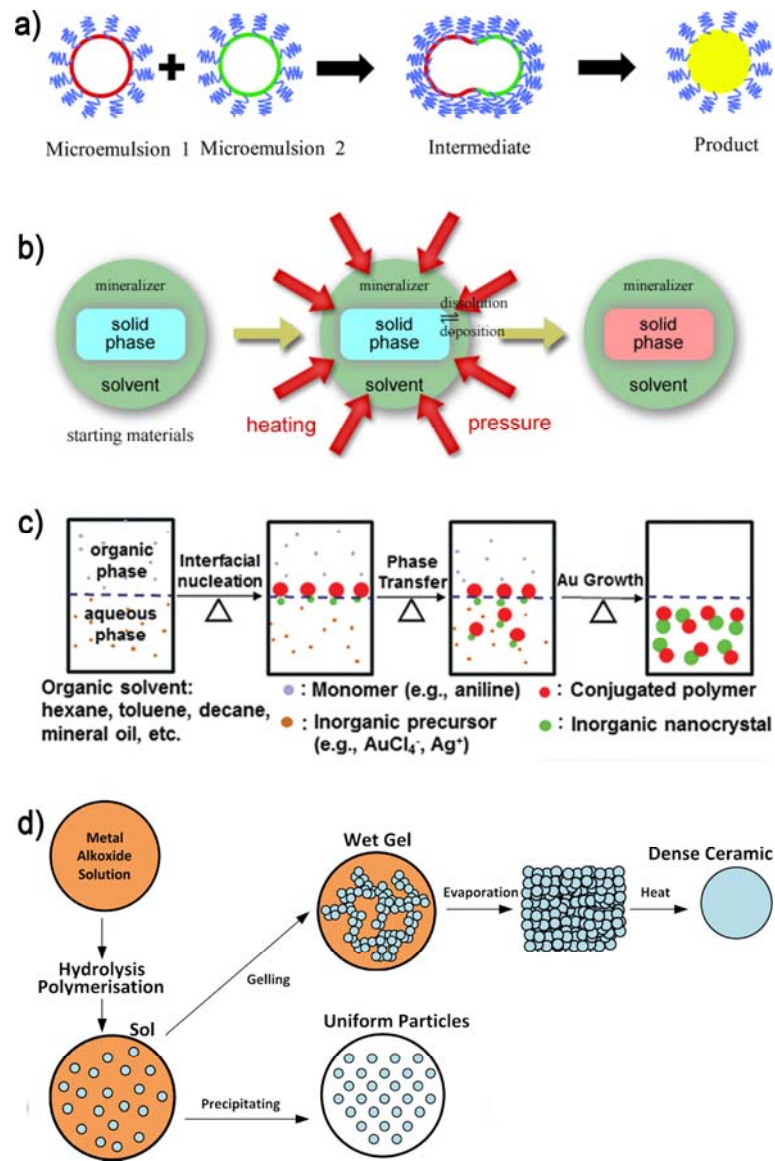 a)
Microemulsion 1
Microemulsion 2
Intermediate
Product
b)
mineralizer
solid
phase
solvent
starting materials
mineralizer
dissolution
⇌
deposition
solid
phase
solvent
heating
pressure
mineralizer
solid
phase
solvent
c)
organic
phase
aqueous
phase
Interfacial
nucleation
△
Phase
Transfer
△
Au Growth
△
Organic solvent:
hexane, toluene, decane,
mineral oil, etc.
: Monomer (e.g., aniline)
: Inorganic precursor
(e.g., AuCl₄⁻, Ag⁺)
: Conjugated polymer
: Inorganic nanocrystal
d)
Metal
Alkoxide
Solution
Hydrolysis
Polymerisation
Sol
Gelling
Wet Gel
Evaporation
Heat
Dense Ceramic
Precipitating
Uniform Particles